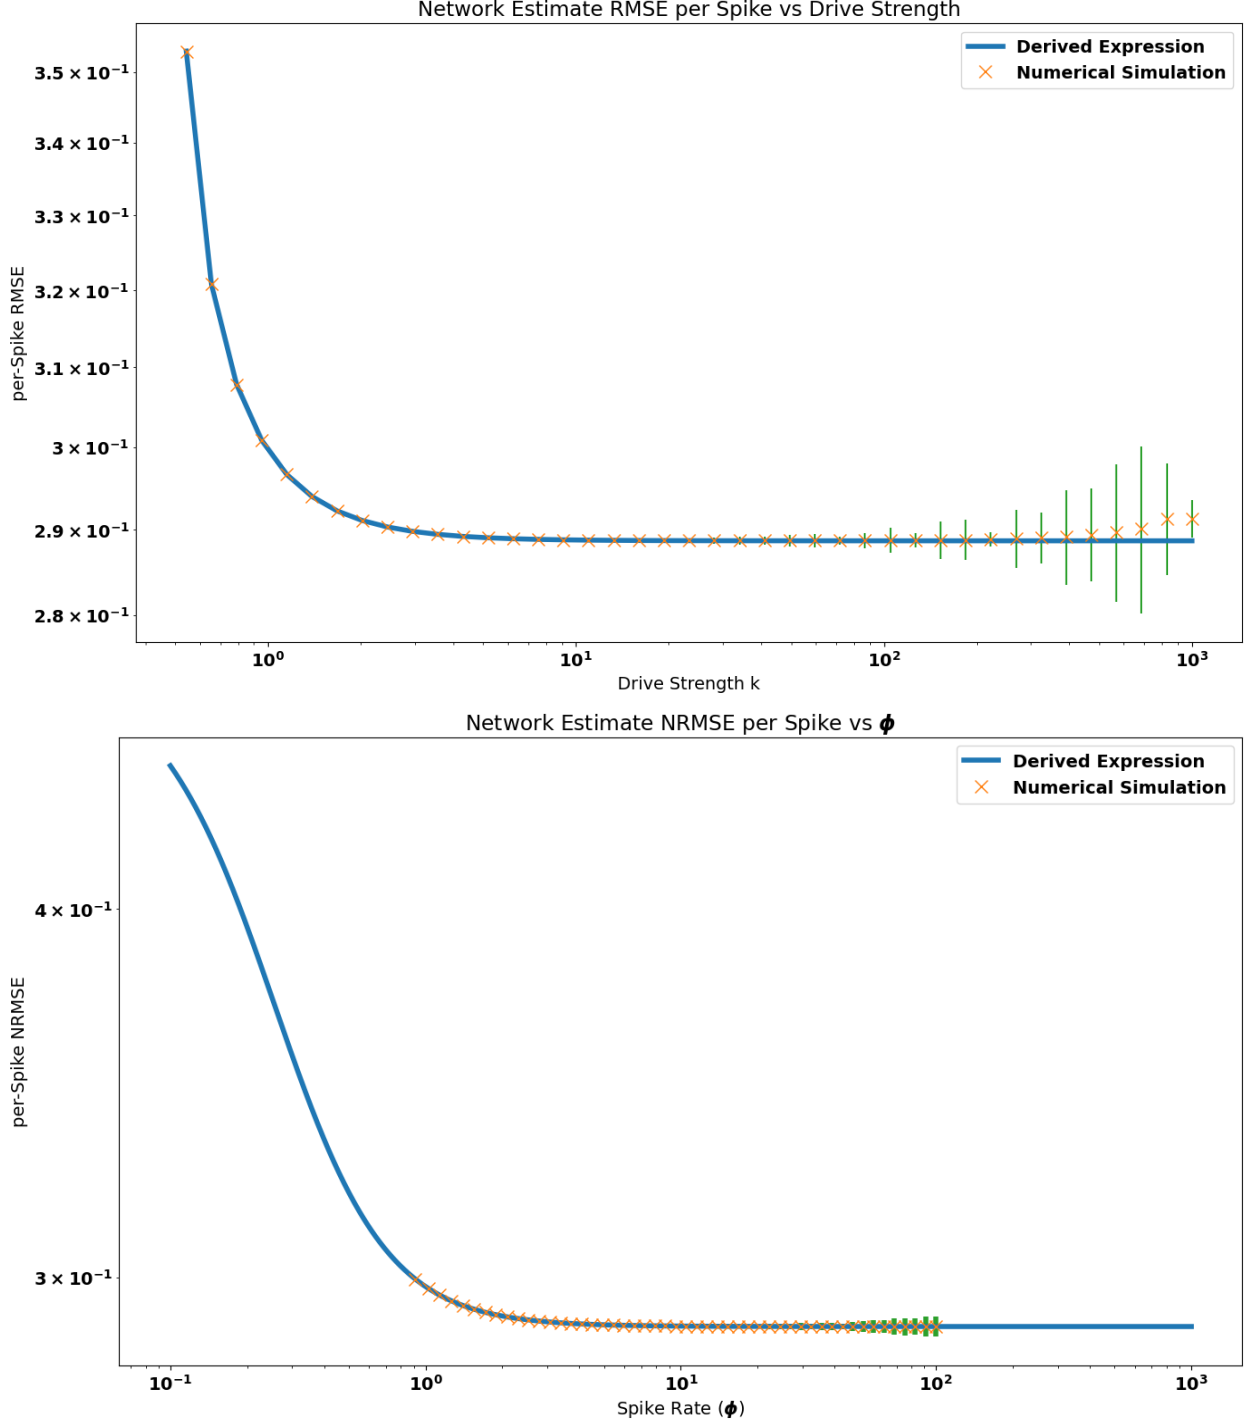 Network Estimate RMSE per Spike vs Drive Strength
Derived Expression
Numerical Simulation
3.5 × 10⁻¹
3.4 × 10⁻¹
3.3 × 10⁻¹
3.2 × 10⁻¹
3.1 × 10⁻¹
3 × 10⁻¹
2.9 × 10⁻¹
2.8 × 10⁻¹
per-Spike RMSE
10⁰
10¹
10²
10³
Drive Strength k
Network Estimate NRMSE per Spike vs ϕ
Derived Expression
Numerical Simulation
4 × 10⁻¹
3 × 10⁻¹
per-Spike NRMSE
10⁻¹
10⁰
10¹
10²
10³
Spike Rate (ϕ)